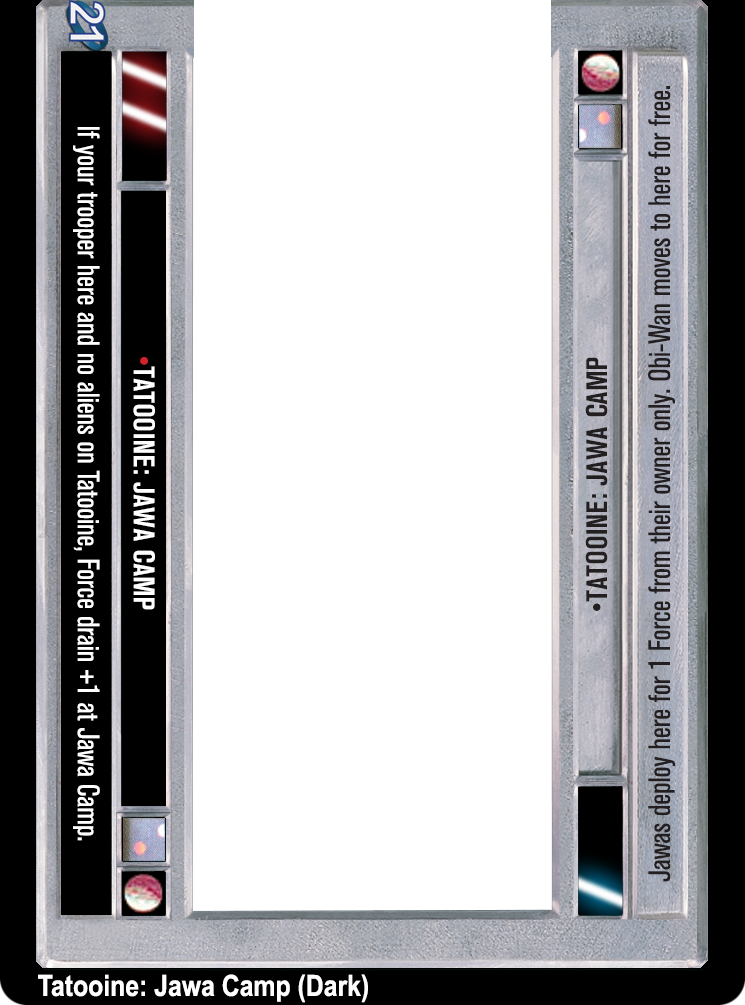 21
If your trooper here and no aliens on Tatooine, Force drain +1 at Jawa Camp.
•TATOOINE: JAWA CAMP
•TATOOINE: JAWA CAMP
Jawas deploy here for 1 Force from their owner only. Obi-Wan moves to here for free.
Tatooine: Jawa Camp (Dark)